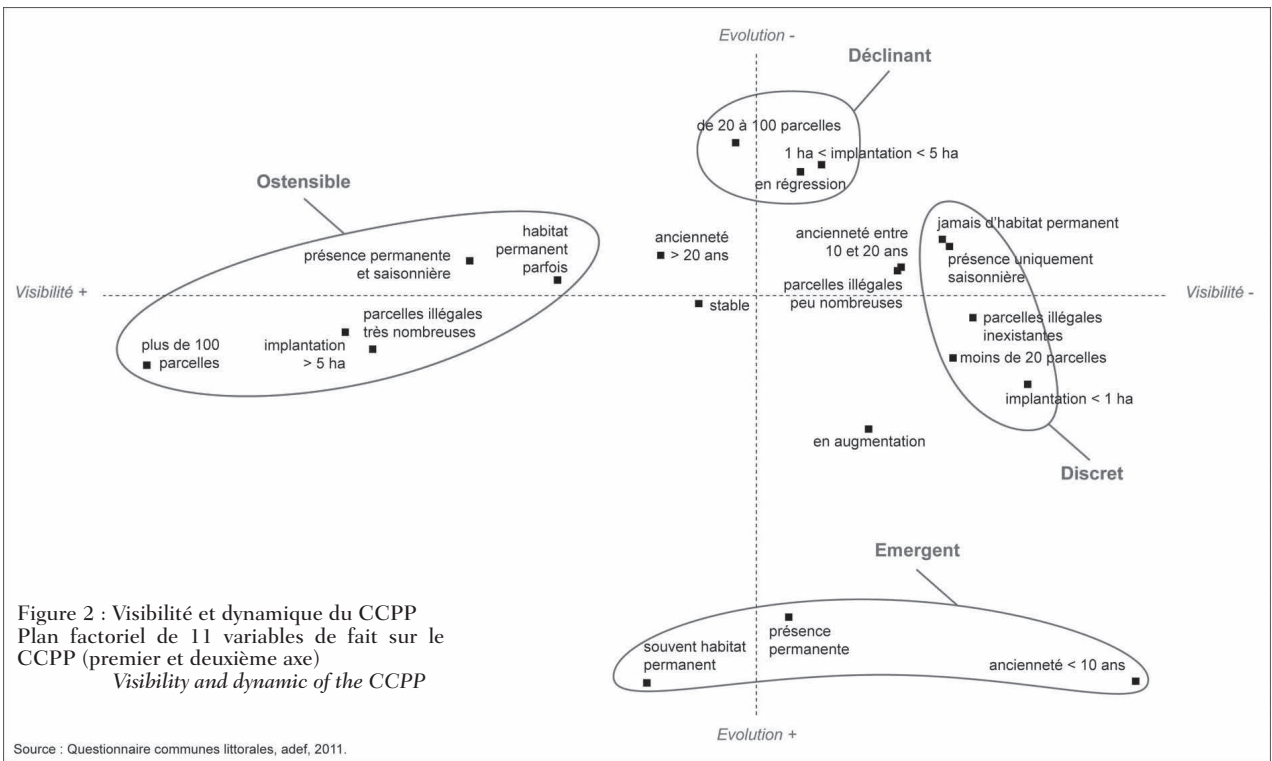 Evolution -
Déclinant
de 20 à 100 parcelles
1 ha < implantation < 5 ha
en régression
Ostensible
habitat
permanent
parfois
présence permanente
et saisonnière
ancienneté
> 20 ans
ancienneté entre
10 et 20 ans
jamais d'habitat permanent
présence uniquement
saisonnière
Visibilité +
Visibilité -
stable
parcelles illégales
peu nombreuses
parcelles illégales
très nombreuses
implantation
> 5 ha
plus de 100
parcelles
parcelles illégales
inexistantes
moins de 20 parcelles
implantation < 1 ha
en augmentation
Discret
Emergent
présence
permanente
souvent habitat
permanent
ancienneté < 10 ans
Evolution +
Figure 2 : Visibilité et dynamique du CCPP
Plan factoriel de 11 variables de fait sur le
CCPP (premier et deuxième axe)
Visibility and dynamic of the CCPP
Source : Questionnaire communes littorales, adef, 2011.